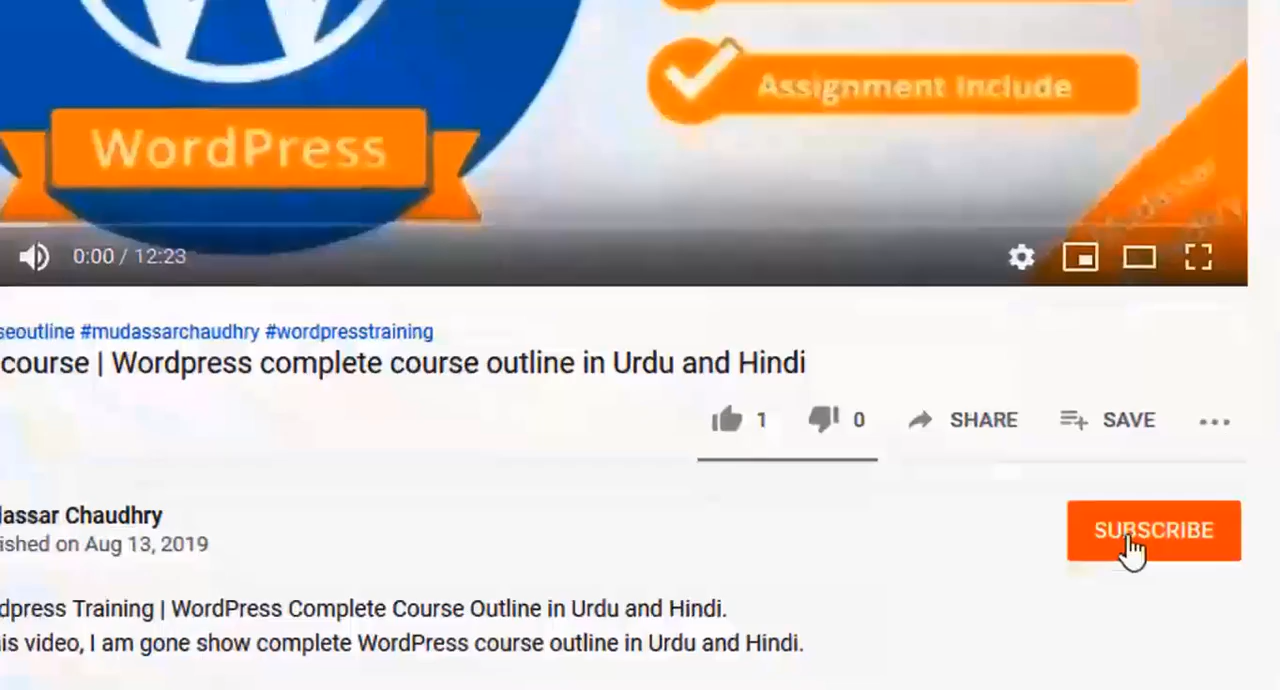 Assignment Include
WordPress
Mudassar
0:00 / 12:23
seoutline #mudassarchaudhry #wordpresstraining
course | Wordpress complete course outline in Urdu and Hindi
1 0 SHARE SAVE
dassar Chaudhry
ished on Aug 13, 2019
SUBSCRIBE
dpress Training | WordPress Complete Course Outline in Urdu and Hindi.
is video, I am gone show complete WordPress course outline in Urdu and Hindi.